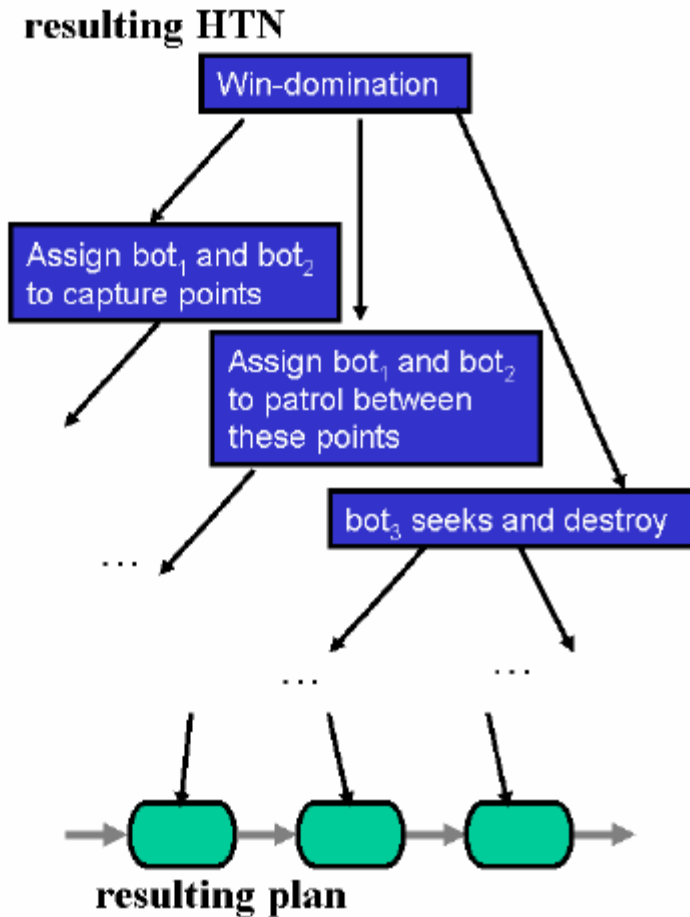 resulting HTN
Win-domination
Assign bot₁ and bot₂
to capture points
Assign bot₁ and bot₂
to patrol between
these points
bot₃ seeks and destroy
...
...
...
resulting plan